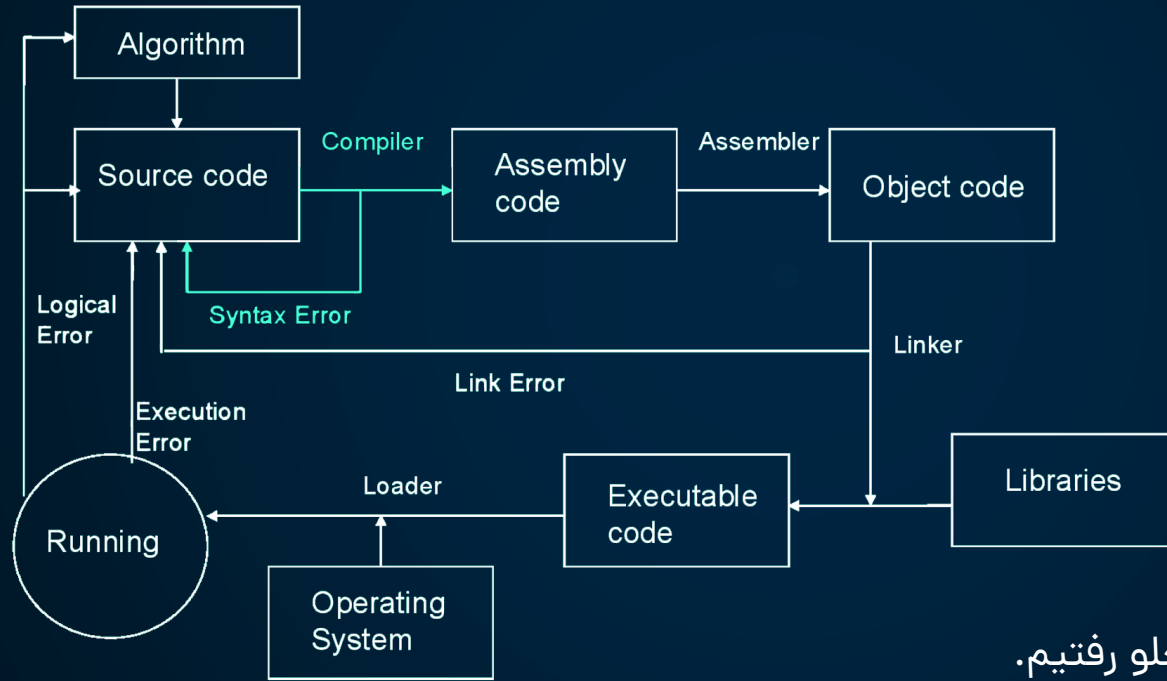 Algorithm
Source code
Compiler
Assembly
code
Assembler
Object code
Syntax Error
Logical
Error
Linker
Link Error
Execution
Error
Loader
Executable
code
Libraries
Running
Operating
System
رفتیم.